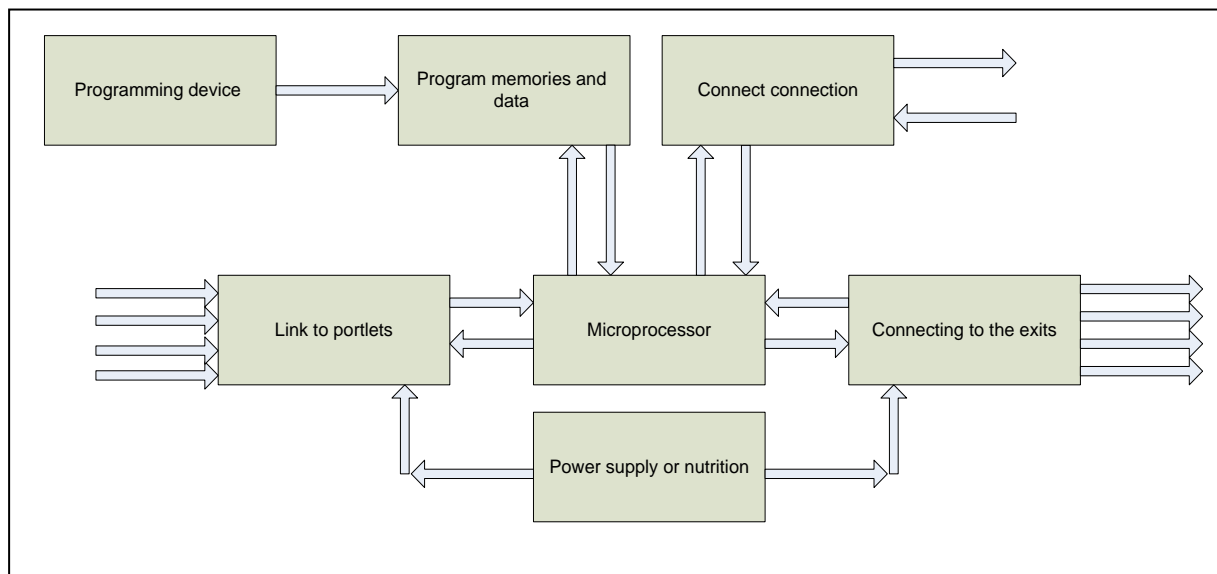 Programming device
Program memories and
data
Connect connection
Link to portlets
Microprocessor
Connecting to the exits
Power supply or nutrition